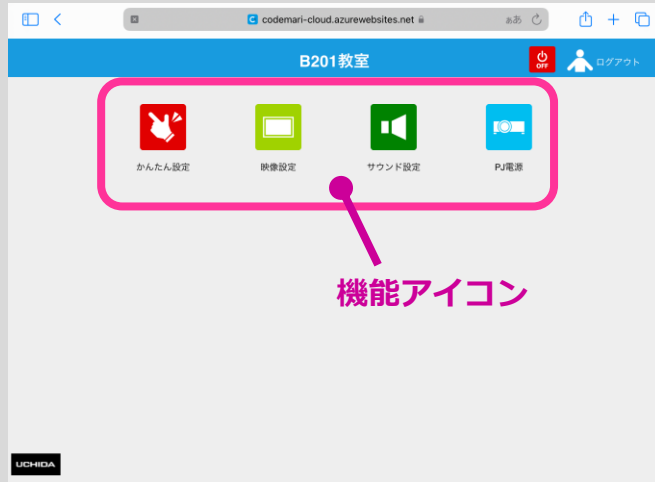 codemari-cloud.azurewebsites.net
ぁあ
B201教室
OFF
ログアウト
かんたん設定
映像設定
サウンド設定
PJ電源
機能アイコン
UCHIDA